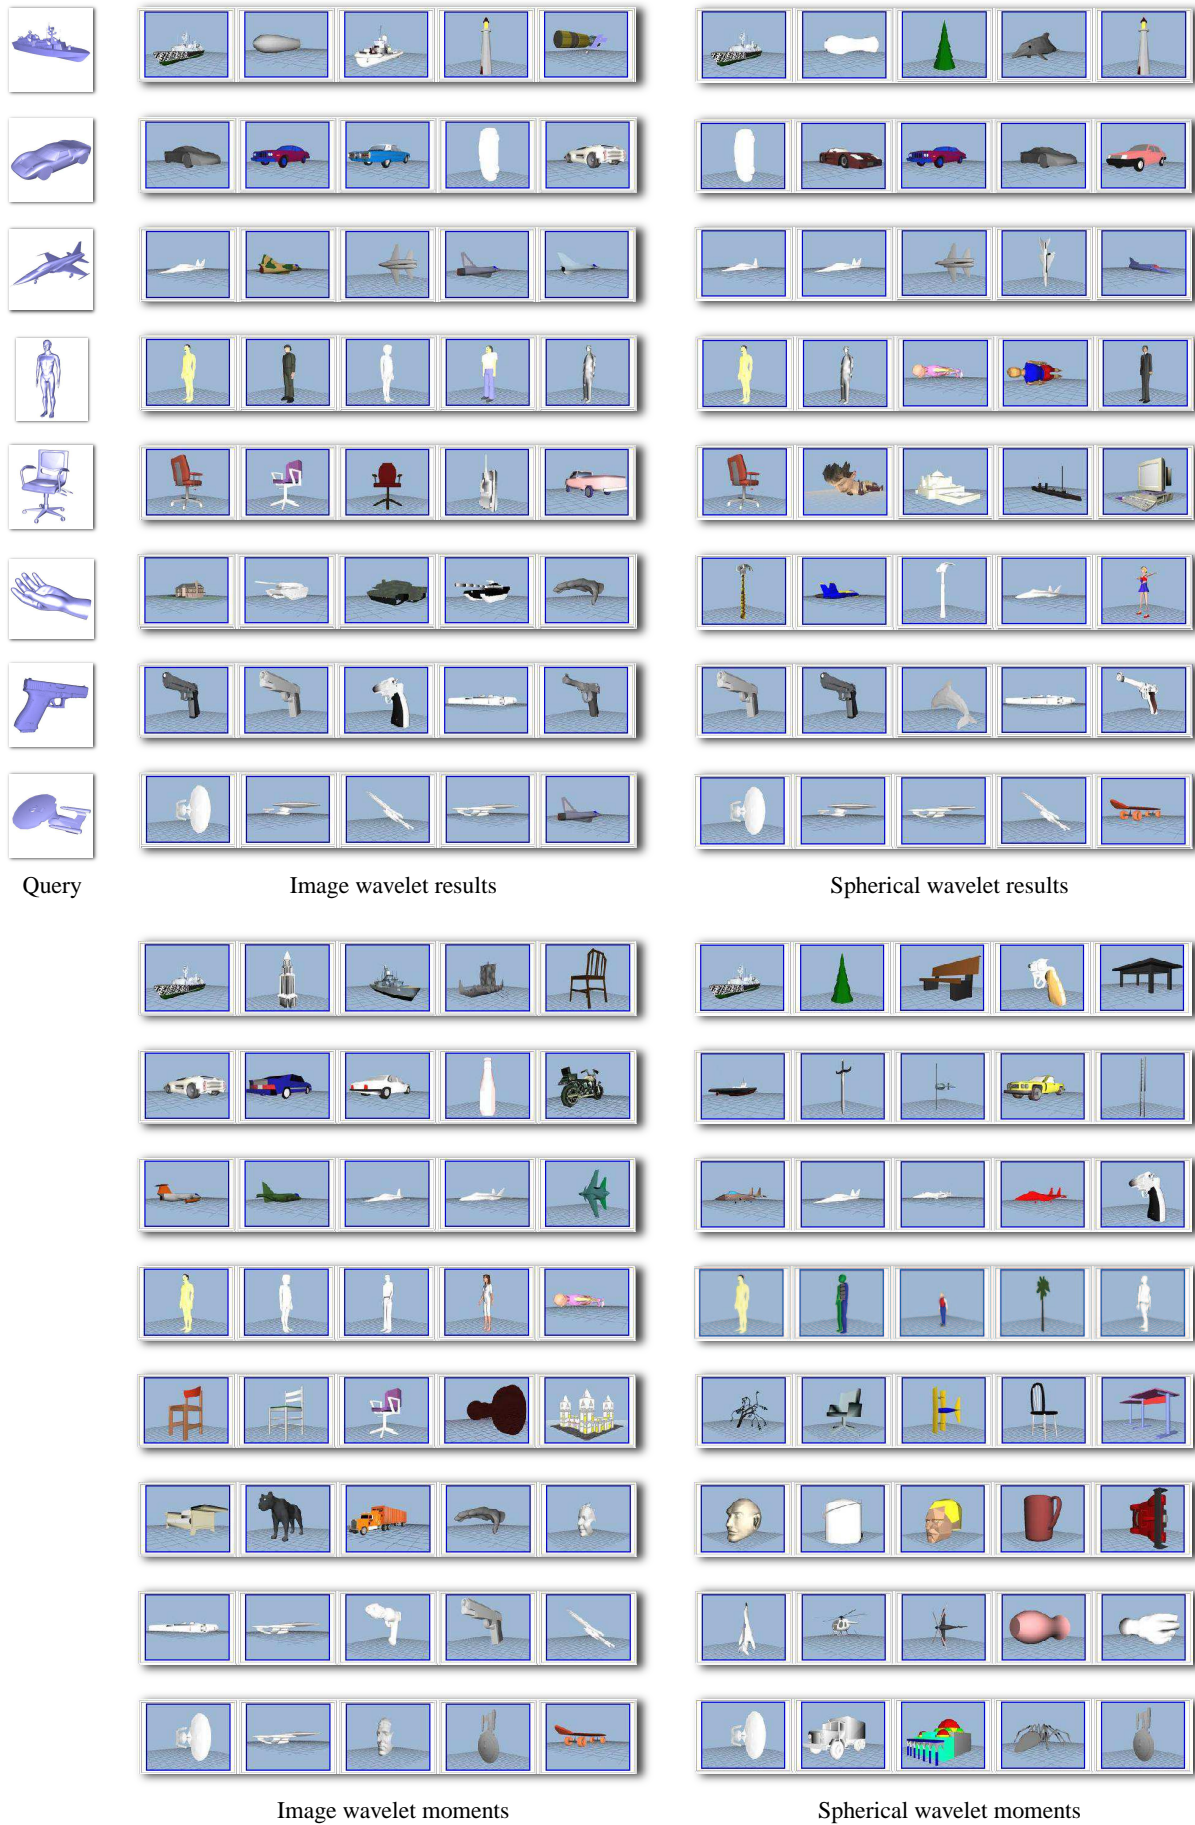 Query
Image wavelet results
Spherical wavelet results
Image wavelet moments
Spherical wavelet moments